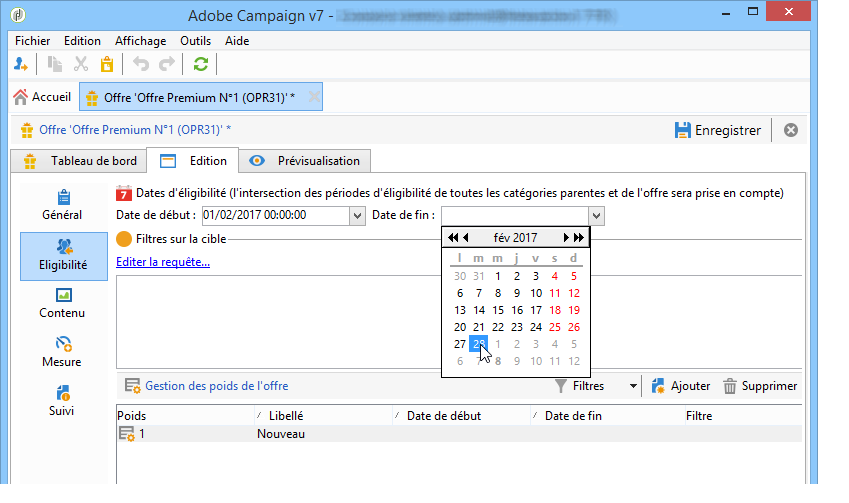 Adobe Campaign v7 -
Fichier Edition Affichage Outils Aide
Accueil Offre 'Offre Premium N°1 (OPR31)' *
Offre 'Offre Premium N°1 (OPR31)' * Enregistrer
Tableau de bord Edition Prévisualisation
Général
Eligibilité
Contenu
Mesure
Suivi
7 Dates d'éligibilité (l'intersection des périodes d'éligibilité de toutes les catégories parentes et de l'offre sera prise en compte)
Date de début : 01/02/2017 00:00:00 Date de fin :
Filtres sur la cible
Editer la requête...
fév 2017
l m m j v s d
30 31 1 2 3 4 5
6 7 8 9 10 11 12
13 14 15 16 17 18 19
20 21 22 23 24 25 26
27 28 1 2 3 4 5
6 7 8 9 10 11 12
Gestion des poids de l'offre Filtres Ajouter Supprimer
Poids Libellé Date de début Date de fin Filtre
1 Nouveau